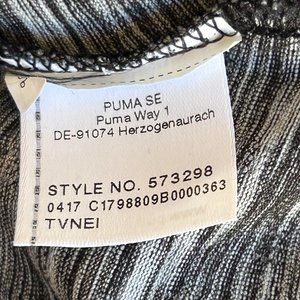 PUMA SE
Puma Way 1
DE-91074 Herzogenaurach
STYLE NO. 573298
0417 C1798809B0000363
TVNEI